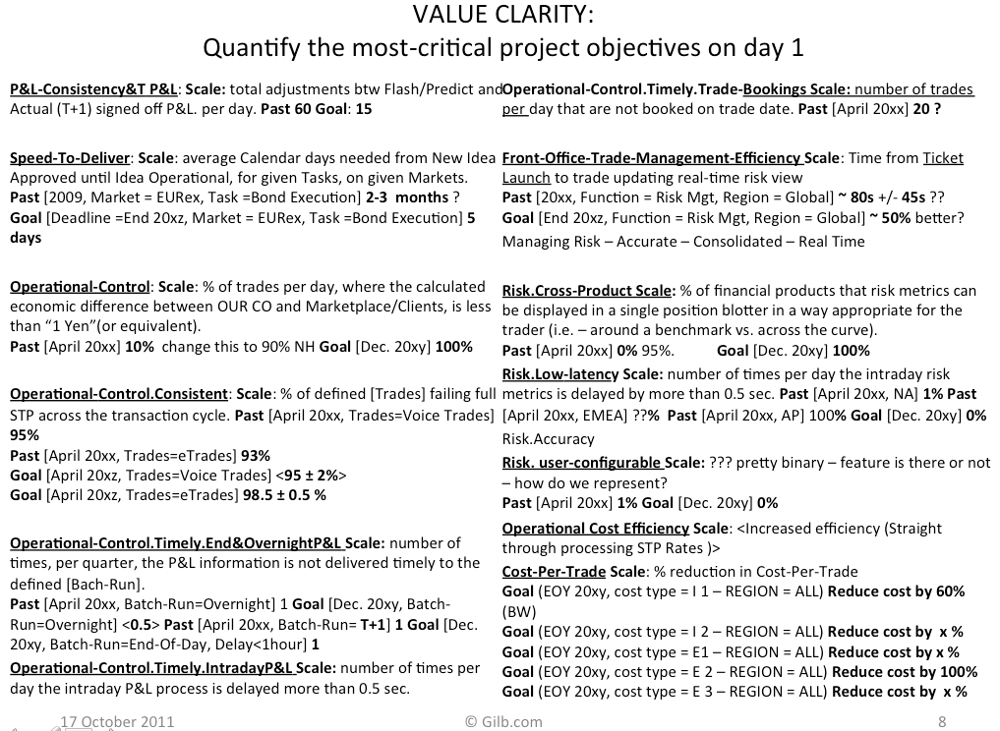 VALUE CLARITY:
Quantify the most-critical project objectives on day 1
P&L-Consistency&T P&L: Scale: total adjustments btw Flash/Predict and
Actual (T+1) signed off P&L. per day. Past 60 Goal: 15
Speed-To-Deliver: Scale: average Calendar days needed from New Idea
Approved until Idea Operational, for given Tasks, on given Markets.
Past [2009, Market = EURex, Task =Bond Execution] 2-3 months ?
Goal [Deadline =End 20xz, Market = EURex, Task =Bond Execution] 5
days
Operational-Control: Scale: % of trades per day, where the calculated
economic difference between OUR CO and Marketplace/Clients, is less
than “1 Yen”(or equivalent).
Past [April 20xx] 10% change this to 90% NH Goal [Dec. 20xy] 100%
Operational-Control.Consistent: Scale: % of defined [Trades] failing full
STP across the transaction cycle. Past [April 20xx, Trades=Voice Trades]
95%
Past [April 20xx, Trades=eTrades] 93%
Goal [April 20xz, Trades=Voice Trades] <95 ± 2%>
Goal [April 20xz, Trades=eTrades] 98.5 ± 0.5 %
Operational-Control.Timely.End&OvernightP&L Scale: number of
times, per quarter, the P&L information is not delivered timely to the
defined [Bach-Run].
Past [April 20xx, Batch-Run=Overnight] 1 Goal [Dec. 20xy, Batch-
Run=Overnight] <0.5> Past [April 20xx, Batch-Run= T+1] 1 Goal [Dec.
20xy, Batch-Run=End-Of-Day, Delay<1hour] 1
Operational-Control.Timely.IntradayP&L Scale: number of times per
day the intraday P&L process is delayed more than 0.5 sec.
Operational-Control.Timely.Trade-Bookings Scale: number of trades
per day that are not booked on trade date. Past [April 20xx] 20 ?
Front-Office-Trade-Management-Efficiency Scale: Time from Ticket
Launch to trade updating real-time risk view
Past [20xx, Function = Risk Mgt, Region = Global] ~ 80s +/- 45s ??
Goal [End 20xz, Function = Risk Mgt, Region = Global] ~ 50% better?
Managing Risk – Accurate – Consolidated – Real Time
Risk.Cross-Product Scale: % of financial products that risk metrics can
be displayed in a single position blotter in a way appropriate for the
trader (i.e. – around a benchmark vs. across the curve).
Past [April 20xx] 0% 95%. Goal [Dec. 20xy] 100%
Risk.Low-latency Scale: number of times per day the intraday risk
metrics is delayed by more than 0.5 sec. Past [April 20xx, NA] 1% Past
[April 20xx, EMEA] ??% Past [April 20xx, AP] 100% Goal [Dec. 20xy] 0%
Risk.Accuracy
Risk. user-configurable Scale: ??? pretty binary – feature is there or not
– how do we represent?
Past [April 20xx] 1% Goal [Dec. 20xy] 0%
Operational Cost Efficiency Scale: <Increased efficiency (Straight
through processing STP Rates )>
Cost-Per-Trade Scale: % reduction in Cost-Per-Trade
Goal (EOY 20xy, cost type = I 1 – REGION = ALL) Reduce cost by 60%
(BW)
Goal (EOY 20xy, cost type = I 2 – REGION = ALL) Reduce cost by x %
Goal (EOY 20xy, cost type = E1 – REGION = ALL) Reduce cost by x %
Goal (EOY 20xy, cost type = E 2 – REGION = ALL) Reduce cost by 100%
Goal (EOY 20xy, cost type = E 3 – REGION = ALL) Reduce cost by x %
17 October 2011
© Gilb.com
8